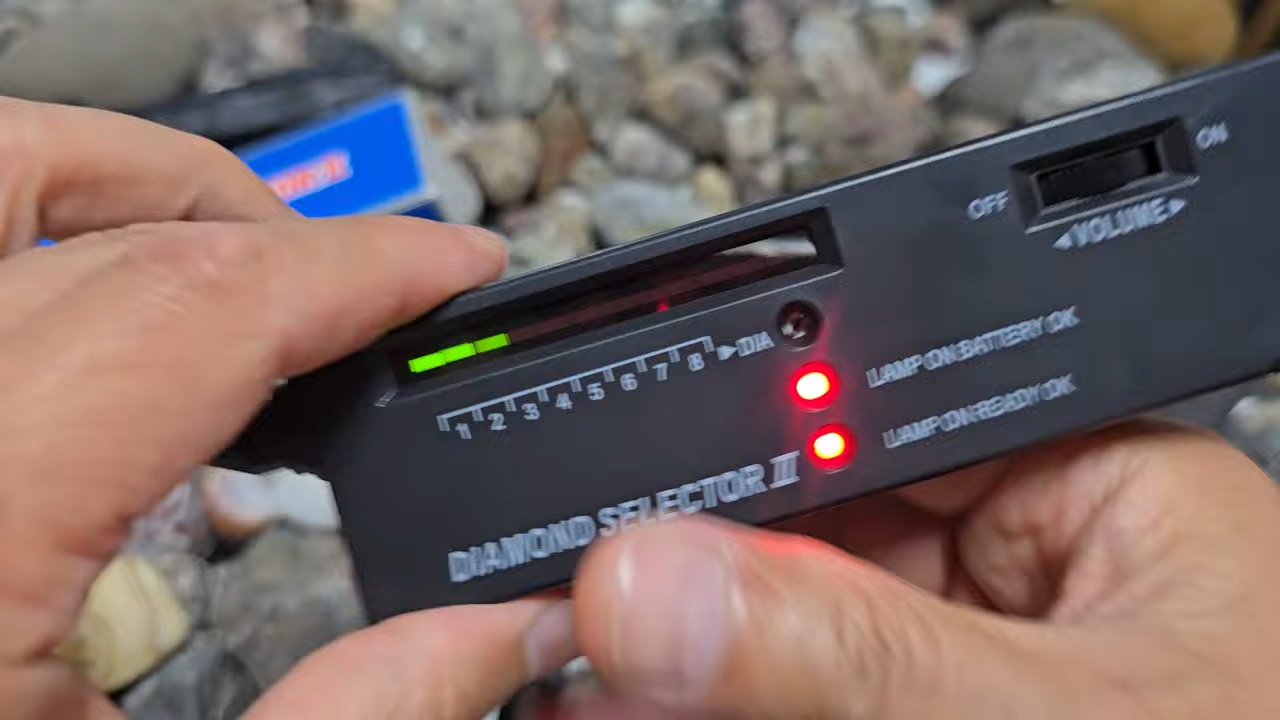 ON
OFF
◀VOLUME▶
1 2 3 4 5 6 7 8 ▶DIA
LAMP ON BATTERY OK
LAMP ON READY OK
DIAMOND SELECTOR II